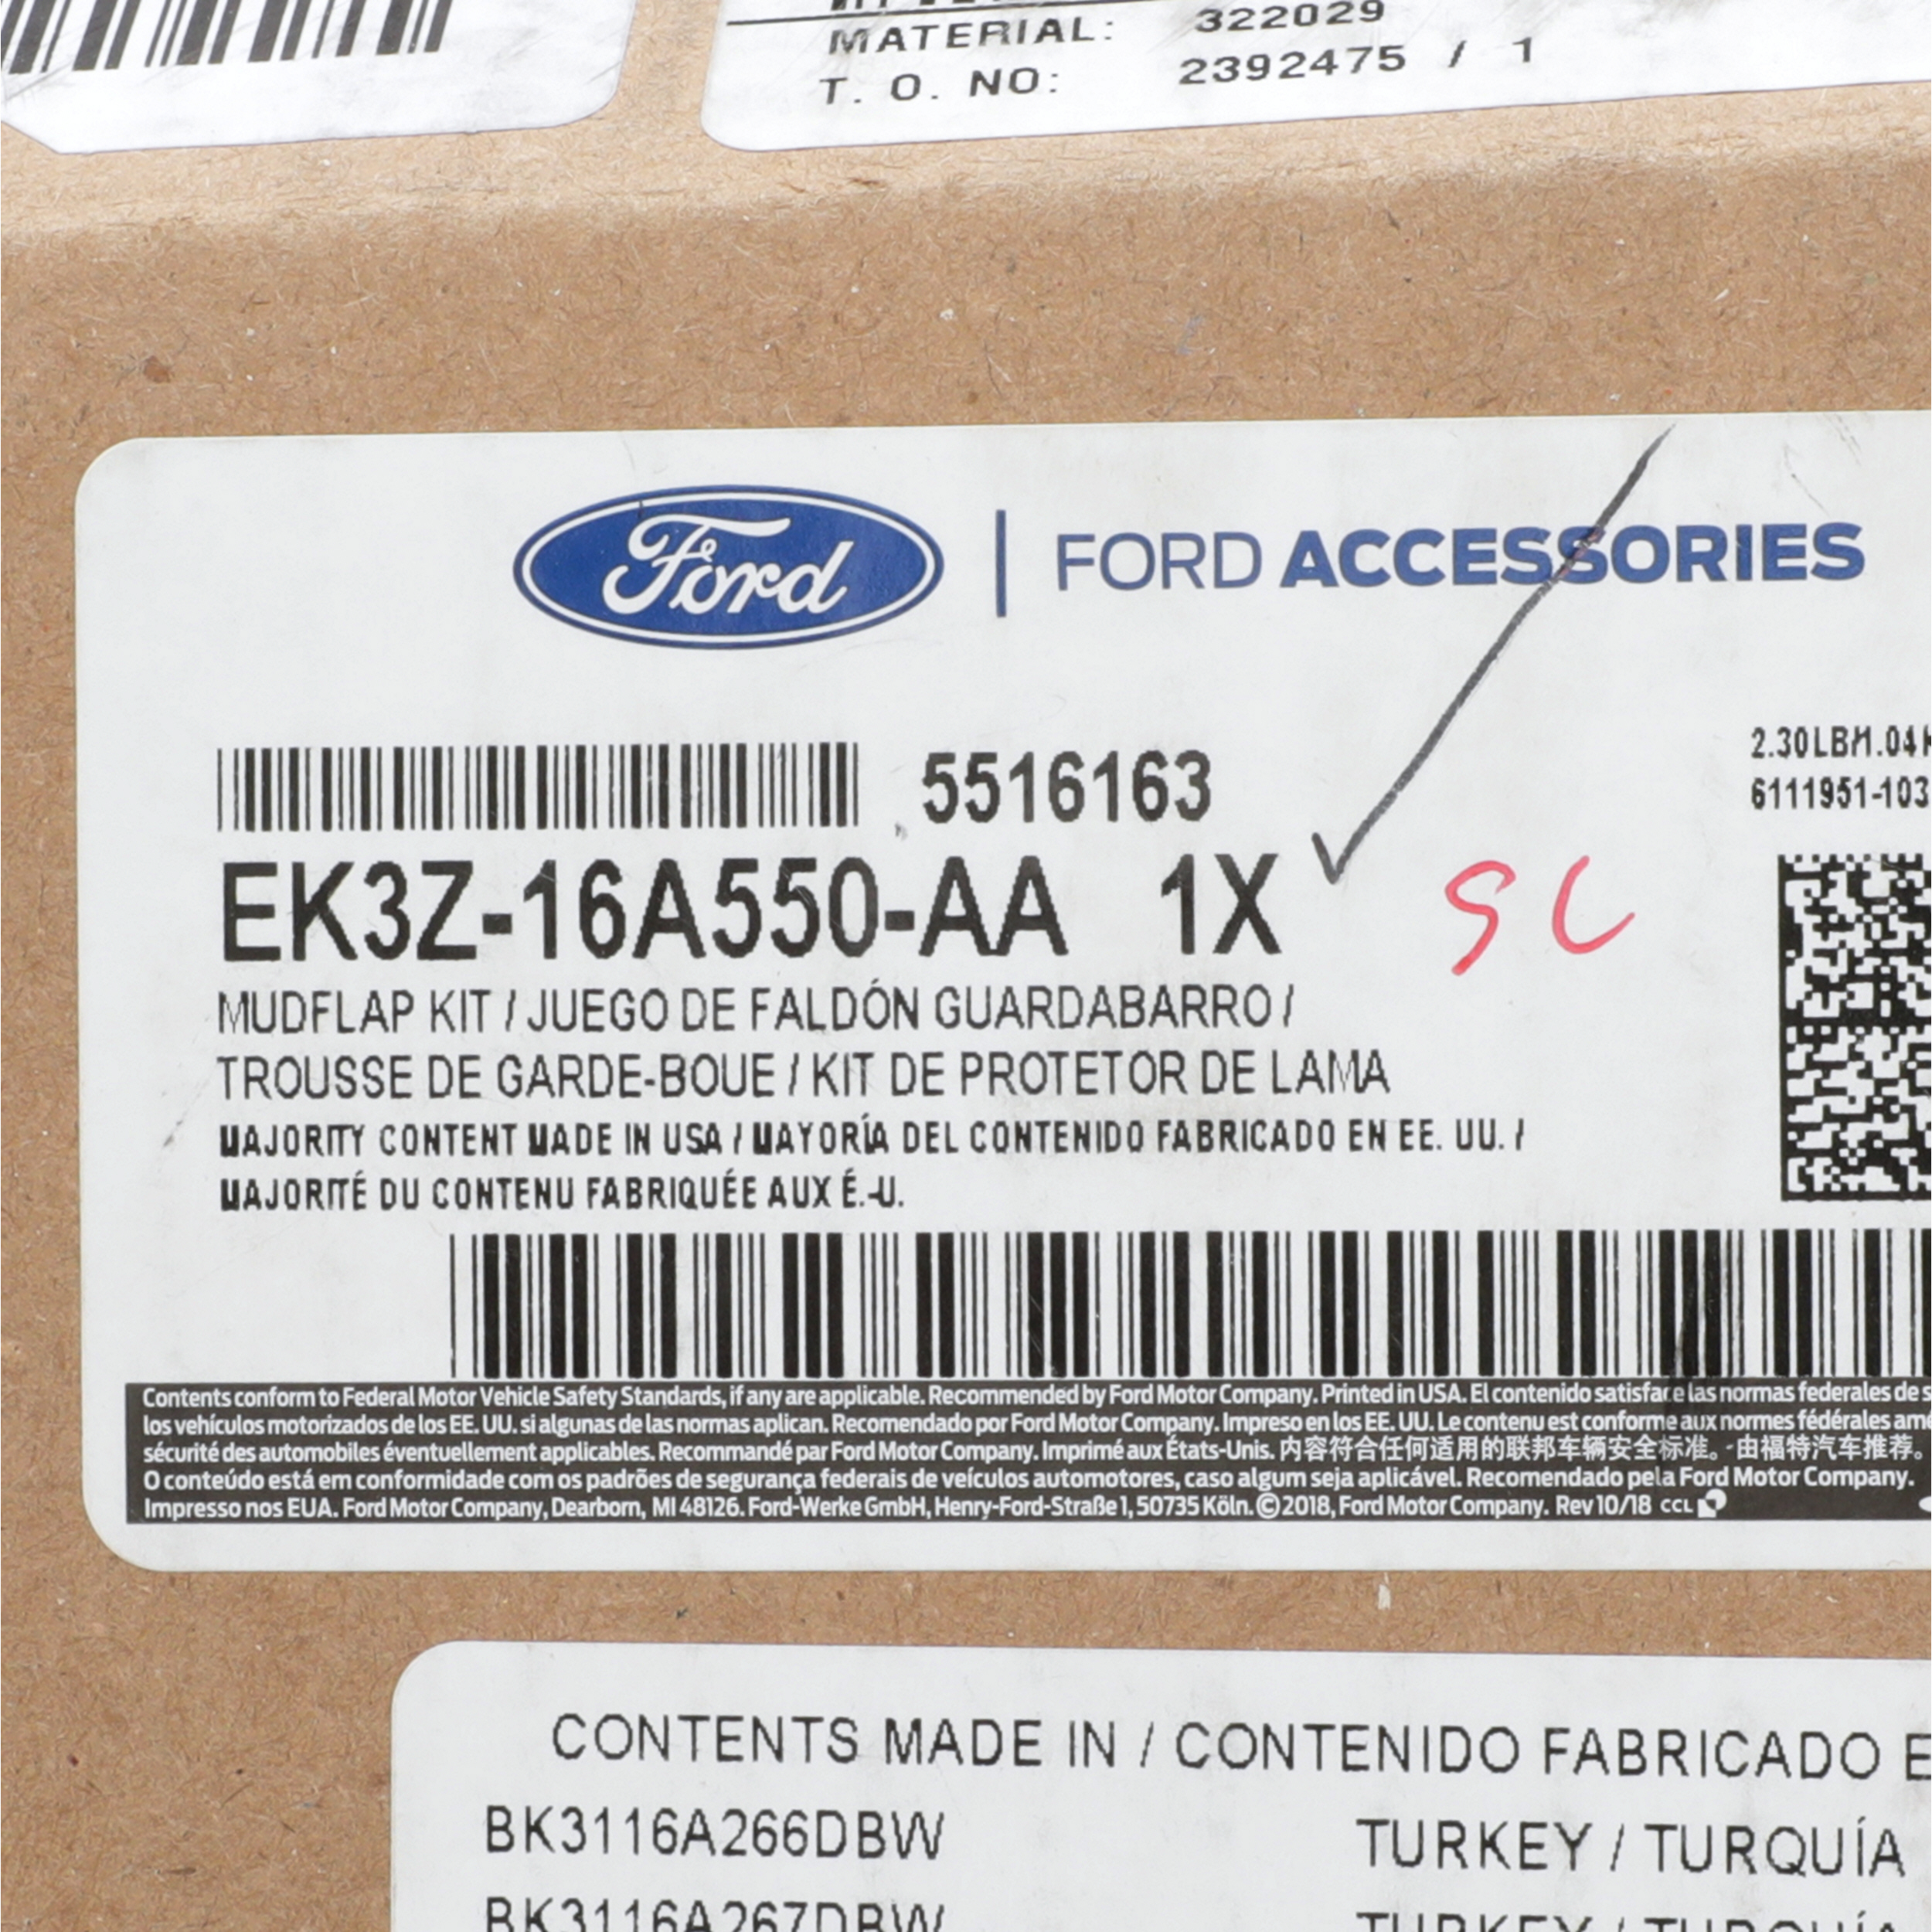 MATERIAL: 322029
T. O. NO: 2392475 / 1
Ford FORD ACCESSORIES
5516163
2.30LB/1.04K
6111951-103
EK3Z-16A550-AA 1X
SC
MUDFLAP KIT / JUEGO DE FALDÓN GUARDABARRO /
TROUSSE DE GARDE-BOUE / KIT DE PROTETOR DE LAMA
MAJORITY CONTENT MADE IN USA / MAYORÍA DEL CONTENIDO FABRICADO EN EE. UU. /
MAJORITÉ DU CONTENU FABRIQUÉE AUX É.-U.
Contents conform to Federal Motor Vehicle Safety Standards, if any are applicable. Recommended by Ford Motor Company. Printed in USA. El contenido satisface las normas federales de s
los vehículos motorizados de los EE. UU. si algunas de las normas aplican. Recomendado por Ford Motor Company. Impreso en los EE. UU. Le contenu est conforme aux normes fédérales am
sécurité des automobiles éventuellement applicables. Recommandé par Ford Motor Company. Imprimé aux États-Unis. 内容符合任何适用的联邦车辆安全标准。由福特汽车推荐。
O conteúdo está em conformidade com os padrões de segurança federais de veículos automotores, caso algum seja aplicável. Recomendado pela Ford Motor Company.
Impresso nos EUA. Ford Motor Company, Dearborn, MI 48126. Ford-Werke GmbH, Henry-Ford-Straße 1, 50735 Köln. © 2018, Ford Motor Company. Rev 10/18 CCL
CONTENTS MADE IN / CONTENIDO FABRICADO E
BK3116A266DBW TURKEY / TURQUÍA
BK3116A267DBW TURKEY / TURQUÍA